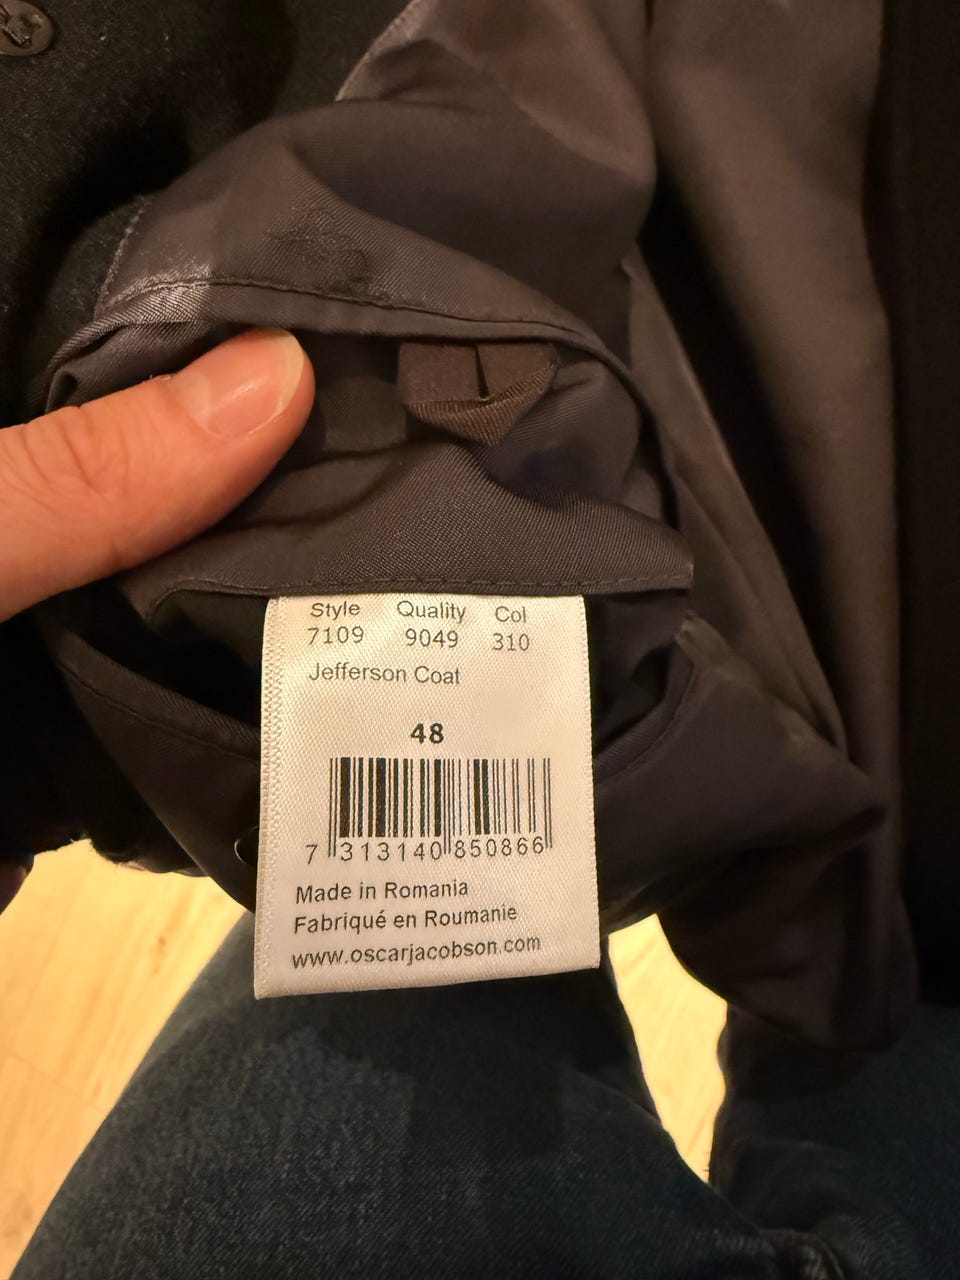 Style Quality Col
7109 9049 310
Jefferson Coat
48
7 313140 850866
Made in Romania
Fabriqué en Roumanie
www.oscarjacobson.com